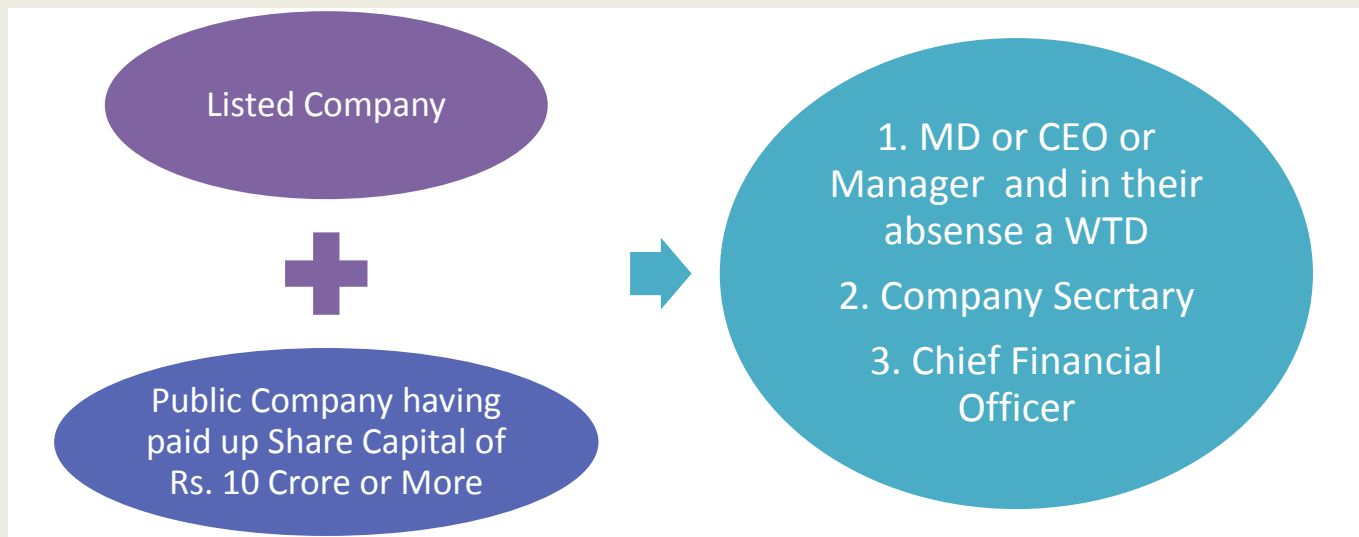 Listed Company
Public Company having
paid up Share Capital of
Rs. 10 Crore or More
1. MD or CEO or
Manager and in their
absense a WTD
2. Company Secrtary
3. Chief Financial
Officer